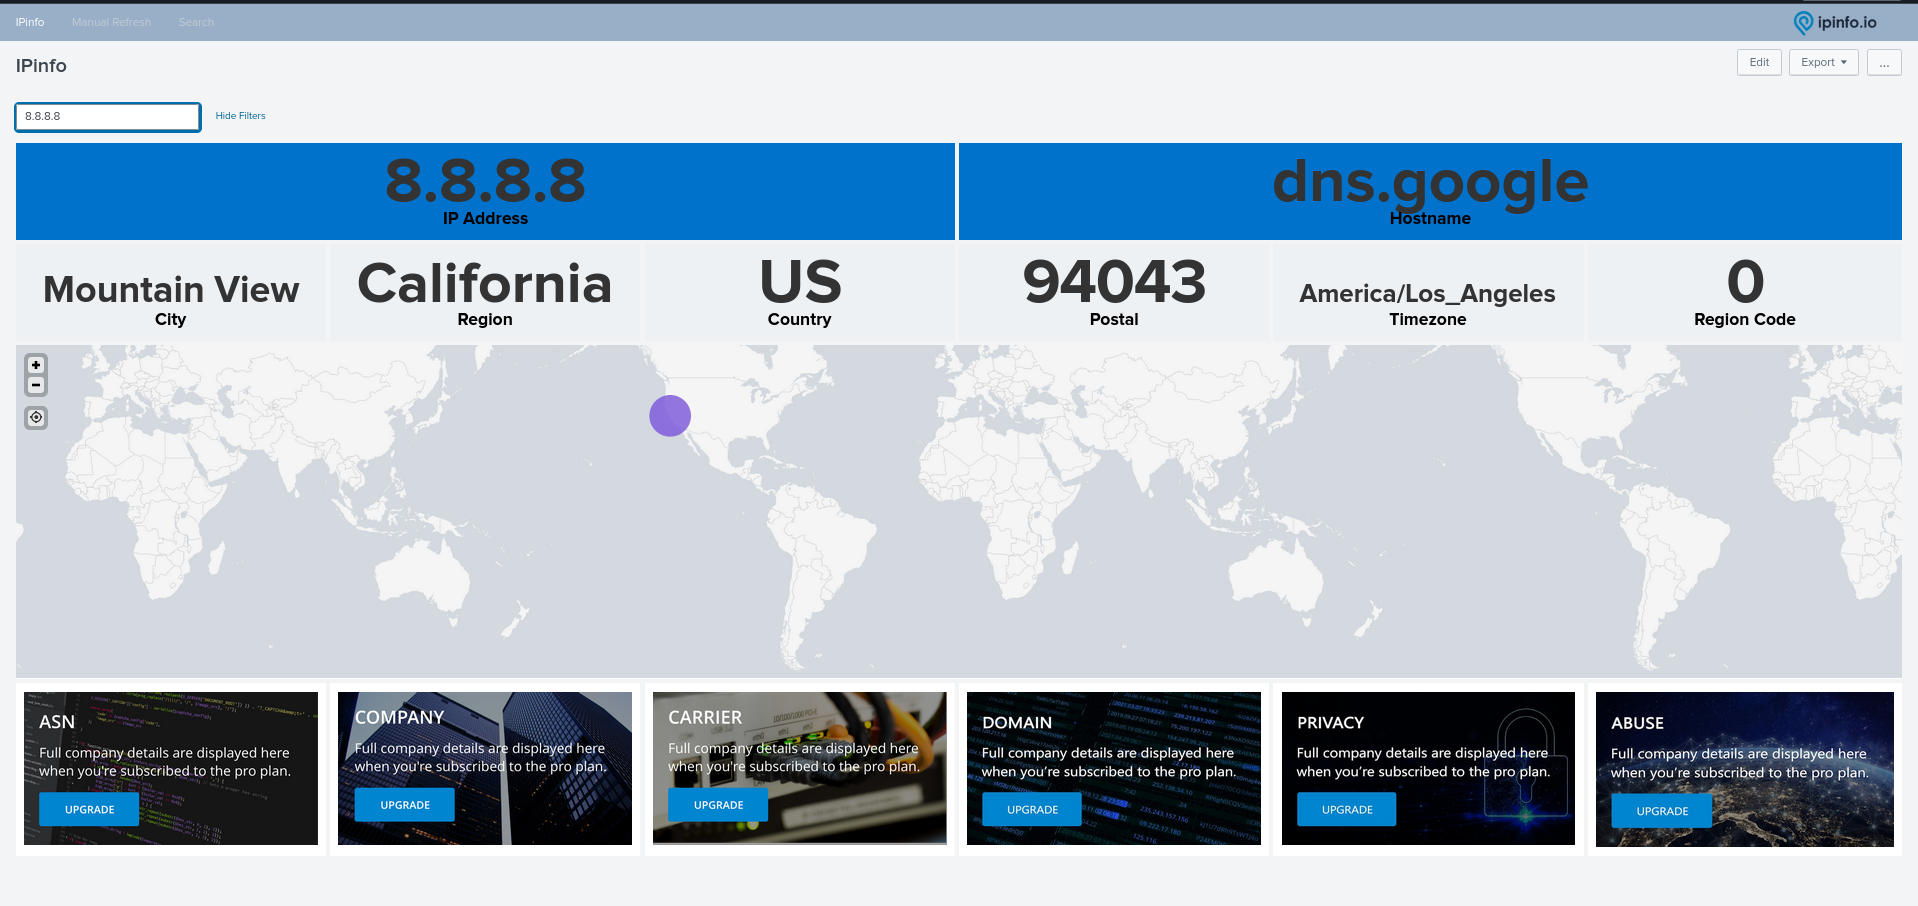 IPinfo
Manual Refresh
Search
ipinfo.io
IPinfo
Edit
Export
...
8.8.8.8
Hide Filters
8.8.8.8
IP Address
dns.google
Hostname
Mountain View
City
California
Region
US
Country
94043
Postal
America/Los_Angeles
Timezone
0
Region Code
+
−
ASN
Full company details are displayed here
when you're subscribed to the pro plan.
UPGRADE
COMPANY
Full company details are displayed here
when you're subscribed to the pro plan.
UPGRADE
CARRIER
Full company details are displayed here
when you're subscribed to the pro plan.
UPGRADE
DOMAIN
Full company details are displayed here
when you're subscribed to the pro plan.
UPGRADE
PRIVACY
Full company details are displayed here
when you're subscribed to the pro plan.
UPGRADE
ABUSE
Full company details are displayed here
when you're subscribed to the pro plan.
UPGRADE